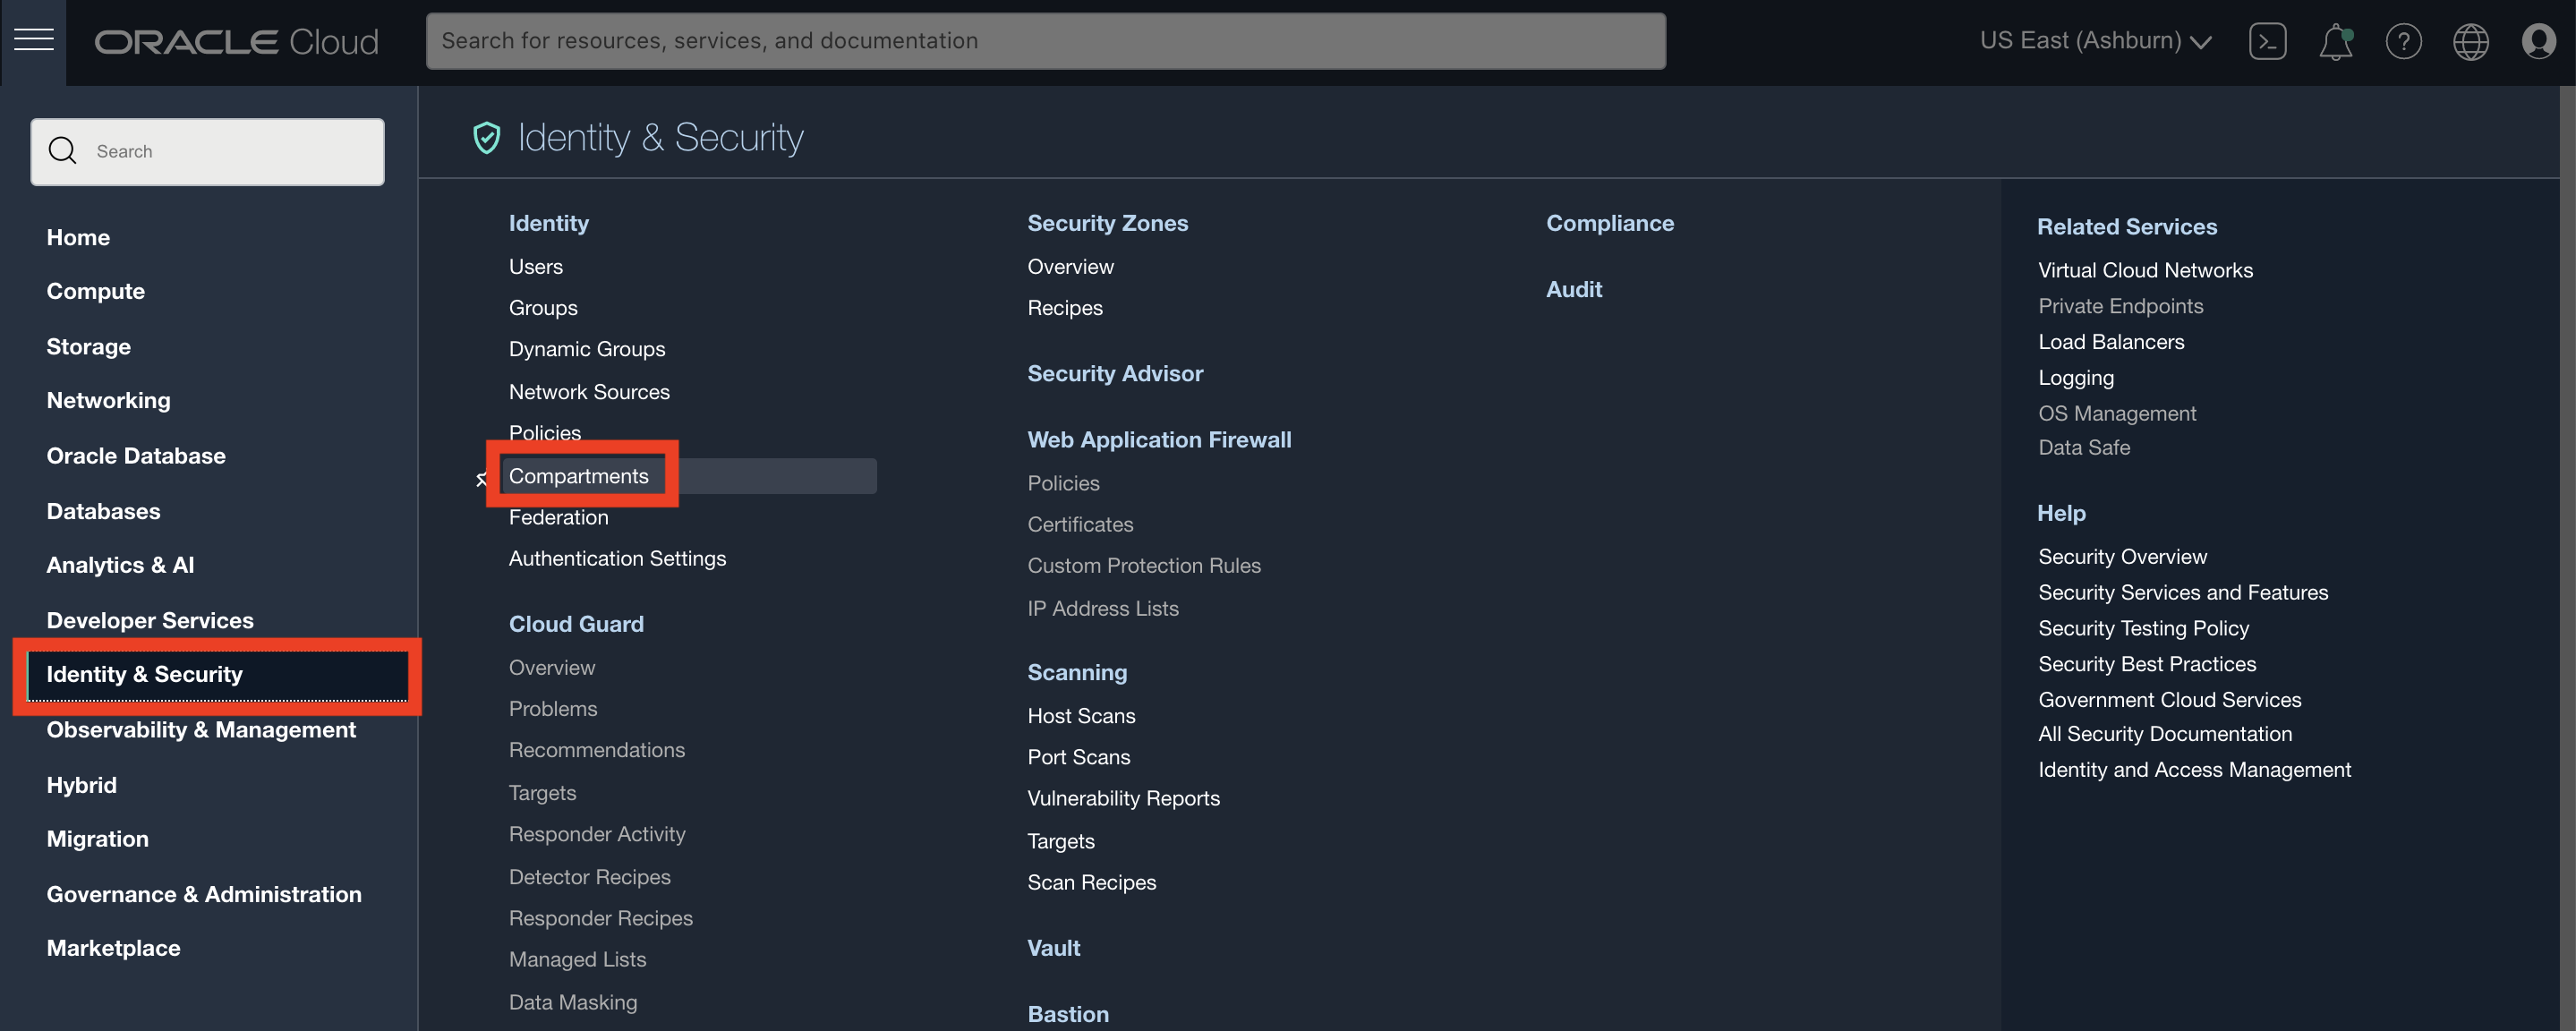 ORACLE Cloud
Search for resources, services, and documentation
US East (Ashburn)
Search
Home
Compute
Storage
Networking
Oracle Database
Databases
Analytics & AI
Developer Services
Identity & Security
Observability & Management
Hybrid
Migration
Governance & Administration
Marketplace
Identity & Security
Identity
Users
Groups
Dynamic Groups
Network Sources
Policies
Compartments
Federation
Authentication Settings
Cloud Guard
Overview
Problems
Recommendations
Targets
Responder Activity
Detector Recipes
Responder Recipes
Managed Lists
Data Masking
Security Zones
Overview
Recipes
Security Advisor
Web Application Firewall
Policies
Certificates
Custom Protection Rules
IP Address Lists
Scanning
Host Scans
Port Scans
Vulnerability Reports
Targets
Scan Recipes
Vault
Bastion
Compliance
Audit
Related Services
Virtual Cloud Networks
Private Endpoints
Load Balancers
Logging
OS Management
Data Safe
Help
Security Overview
Security Services and Features
Security Testing Policy
Security Best Practices
Government Cloud Services
All Security Documentation
Identity and Access Management